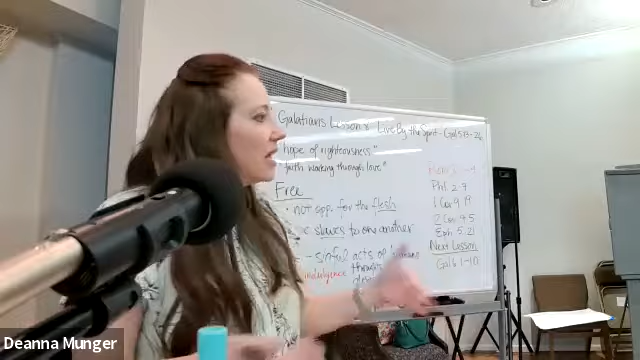 Galatians Lesson 8 Live By the Spirit - Gal 5:13-26
"hope of righteousness"
"faith working through love"
Free
• not opp. for the flesh
slaves to one another
- sinful acts of
indulgence through
Phil 2:7
1 Cor 9:19
2 Cor 4:5
Eph 5:21
Next Lesson
Gal 6:1-10
Deanna Munger